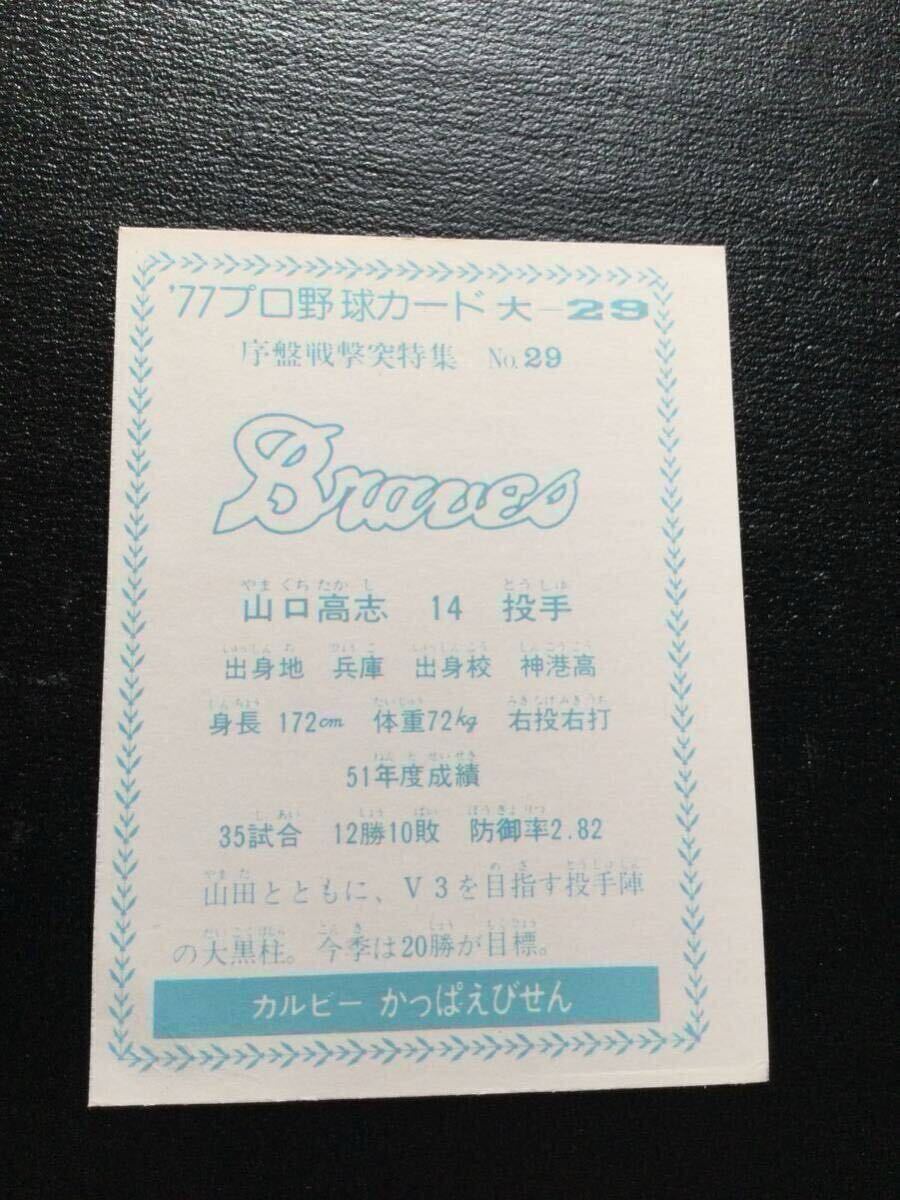 '77プロ野球カード 大-29
序盤戦撃突特集 No.29
Braves
やま ぐち たか し とう しゅ
山口高志 14 投手
しゅっしん ち ひょう ご しゅっしん こう しん こう こう
出身地 兵庫 出身校 神港高
しんちょう たいじゅう みぎ なげ みぎ うち
身長 172cm 体重72kg 右投右打
ねん ど せいせき
51年度成績
し あい しょう ぱい ぼう ぎょ りつ
35試合 12勝10敗 防御率2.82
やま だ め ざ とうしゅじん
山田とともに、V3を目指す投手陣
だい こくばしら こん き しょう もくひょう
の大黒柱。今季は20勝が目標。
カルビー かっぱえびせん